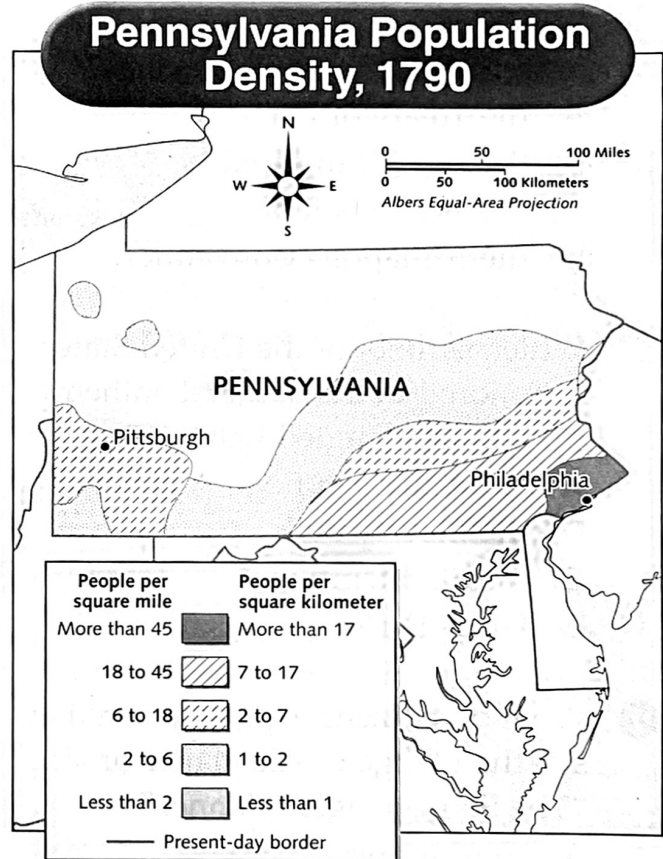 Pennsylvania Population
Density, 1790
N
W E
S
0 50 100 Miles
0 50 100 Kilometers
Albers Equal-Area Projection
PENNSYLVANIA
Pittsburgh
Philadelphia
People per People per
square mile square kilometer
More than 45 More than 17
18 to 45 7 to 17
6 to 18 2 to 7
2 to 6 1 to 2
Less than 2 Less than 1
Present-day border